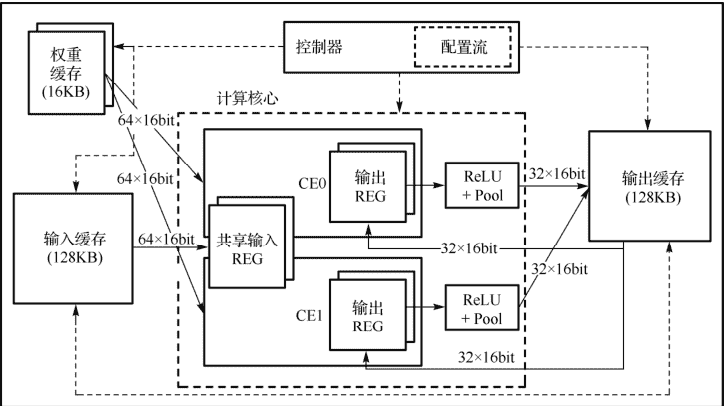 权重
缓存
(16KB)
控制器
配置流
计算核心
64×16bit
64×16bit
64×16bit
输入缓存
(128KB)
共享输入
REG
CE0
输出
REG
ReLU
+ Pool
32×16bit
输出缓存
(128KB)
32×16bit
32×16bit
CE1
输出
REG
ReLU
+ Pool
32×16bit